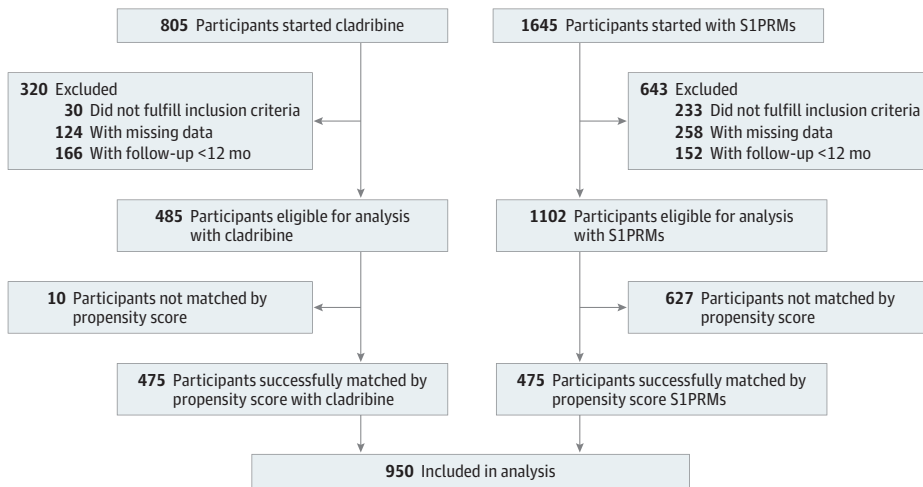 805 Participants started cladribine
1645 Participants started with S1PRMs
320 Excluded
30 Did not fulfill inclusion criteria
124 With missing data
166 With follow-up <12 mo
643 Excluded
233 Did not fulfill inclusion criteria
258 With missing data
152 With follow-up <12 mo
485 Participants eligible for analysis
with cladribine
1102 Participants eligible for analysis
with S1PRMs
10 Participants not matched by
propensity score
627 Participants not matched by
propensity score
475 Participants successfully matched by
propensity score with cladribine
475 Participants successfully matched by
propensity score S1PRMs
950 Included in analysis